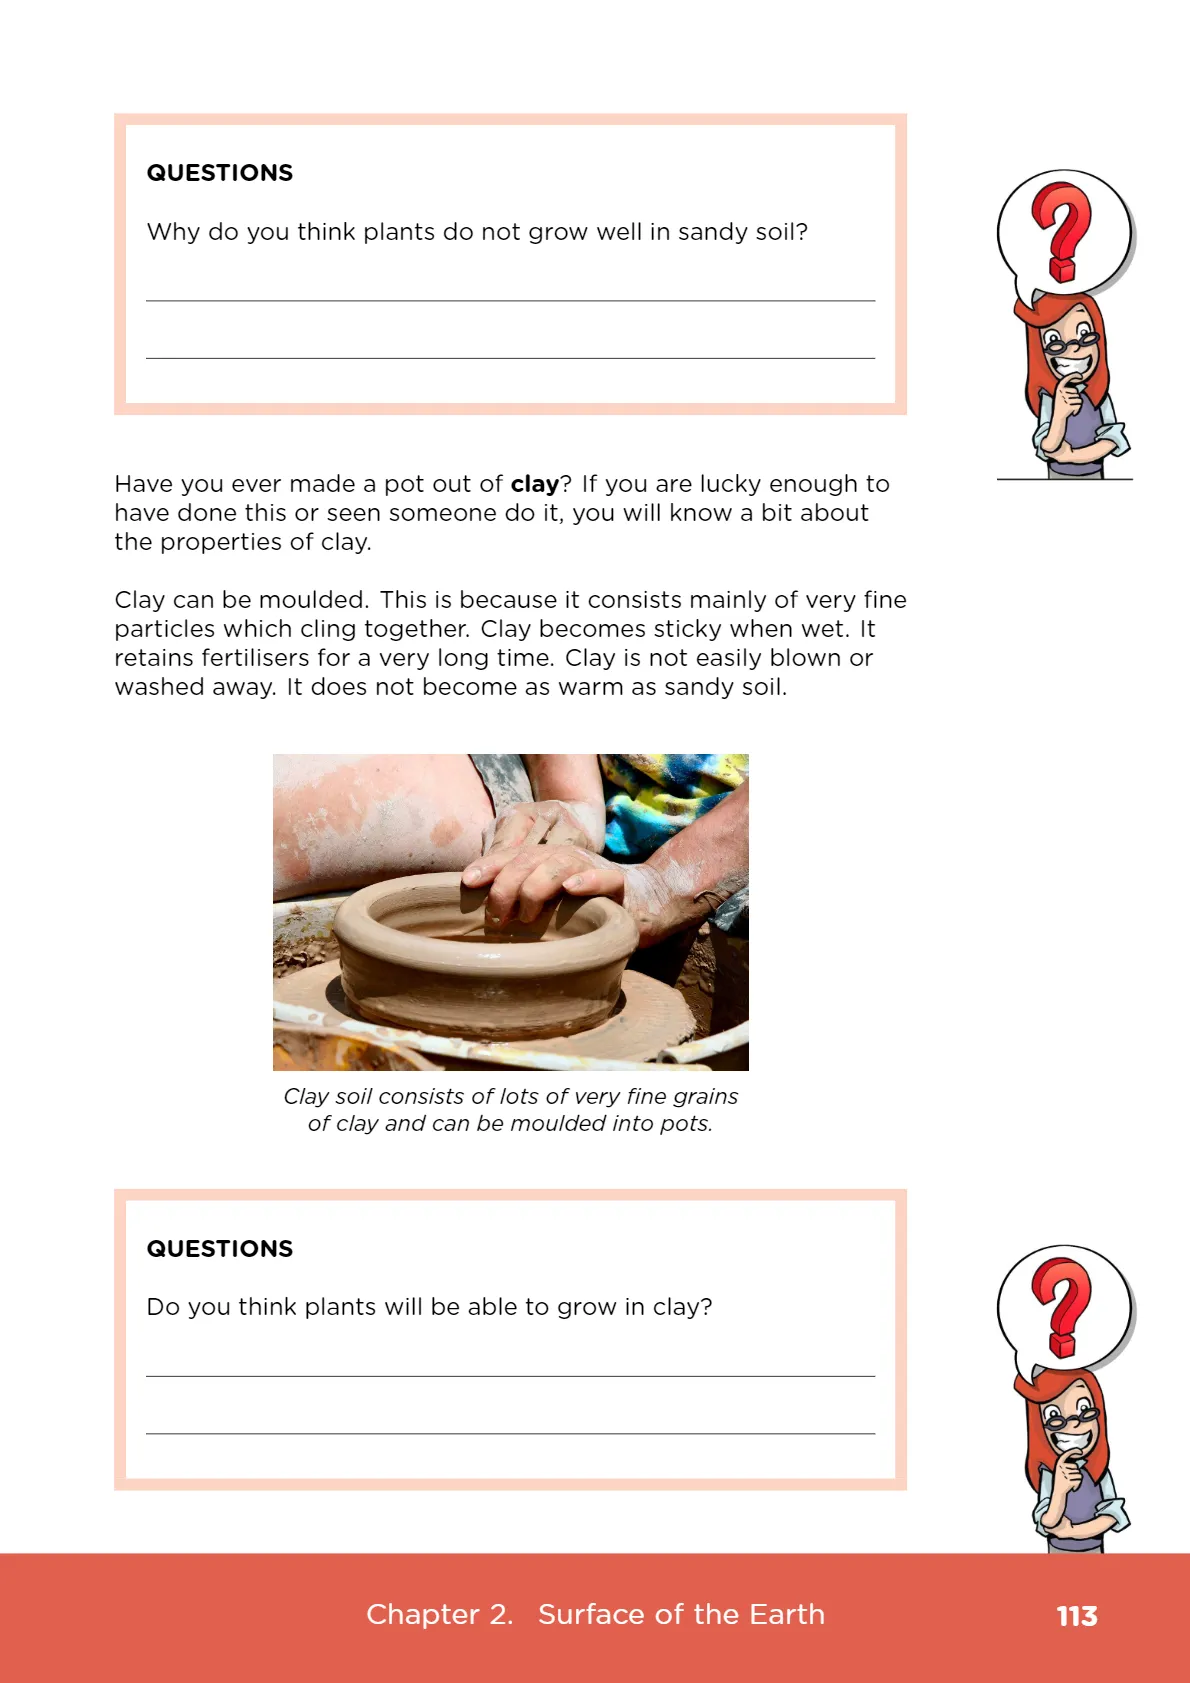 QUESTIONS
Why do you think plants do not grow well in sandy soil?
Have you ever made a pot out of clay? If you are lucky enough to
have done this or seen someone do it, you will know a bit about
the properties of clay.
Clay can be moulded. This is because it consists mainly of very fine
particles which cling together. Clay becomes sticky when wet. It
retains fertilisers for a very long time. Clay is not easily blown or
washed away. It does not become as warm as sandy soil.
Clay soil consists of lots of very fine grains
of clay and can be moulded into pots.
QUESTIONS
Do you think plants will be able to grow in clay?
Chapter 2. Surface of the Earth
113